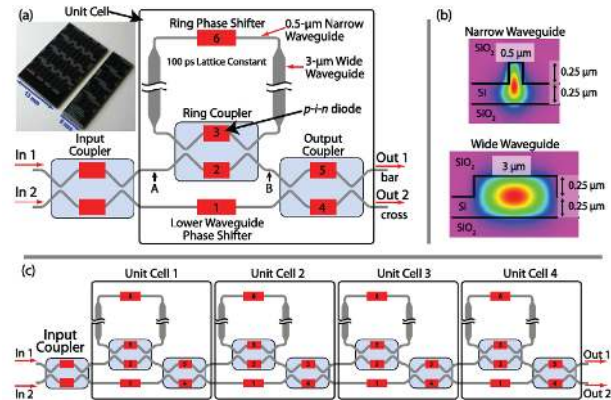 (a)
Unit Cell
Ring Phase Shifter
6
0.5-µm Narrow
Waveguide
100 ps Lattice Constant
3-µm Wide
Waveguide
Ring Coupler
p-i-n diode
3
2
Input
Coupler
Output
Coupler
In 1
In 2
A
B
5
4
Out 1
bar
Out 2
cross
1
Lower Waveguide
Phase Shifter
(b)
Narrow Waveguide
SiO2
0.5 µm
0.25 µm
Si
0.25 µm
SiO2
Wide Waveguide
SiO2
3 µm
0.25 µm
Si
0.25 µm
SiO2
(c)
Unit Cell 1
Unit Cell 2
Unit Cell 3
Unit Cell 4
Input
Coupler
In 1
In 2
Out 1
Out 2